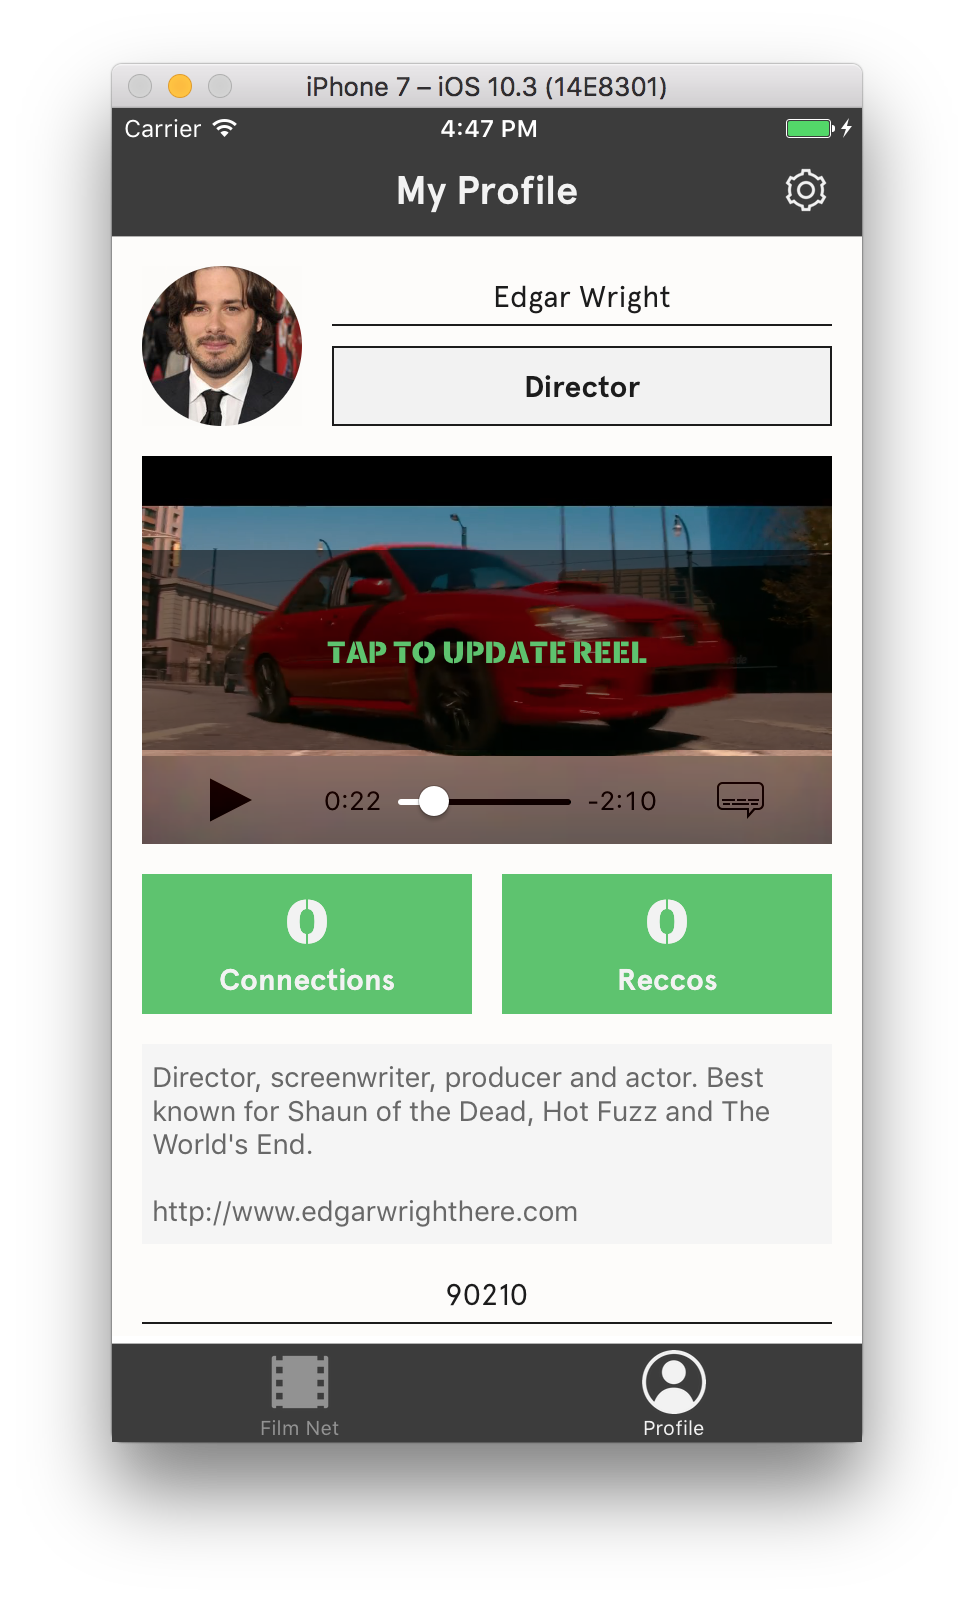 iPhone 7 – iOS 10.3 (14E8301)
Carrier 4:47 PM
My Profile
Edgar Wright
Director
TAP TO UPDATE REEL
0:22 -2:10
0 0
Connections Reccos
Director, screenwriter, producer and actor. Best
known for Shaun of the Dead, Hot Fuzz and The
World's End.
http://www.edgarwrighthere.com
90210
Film Net Profile